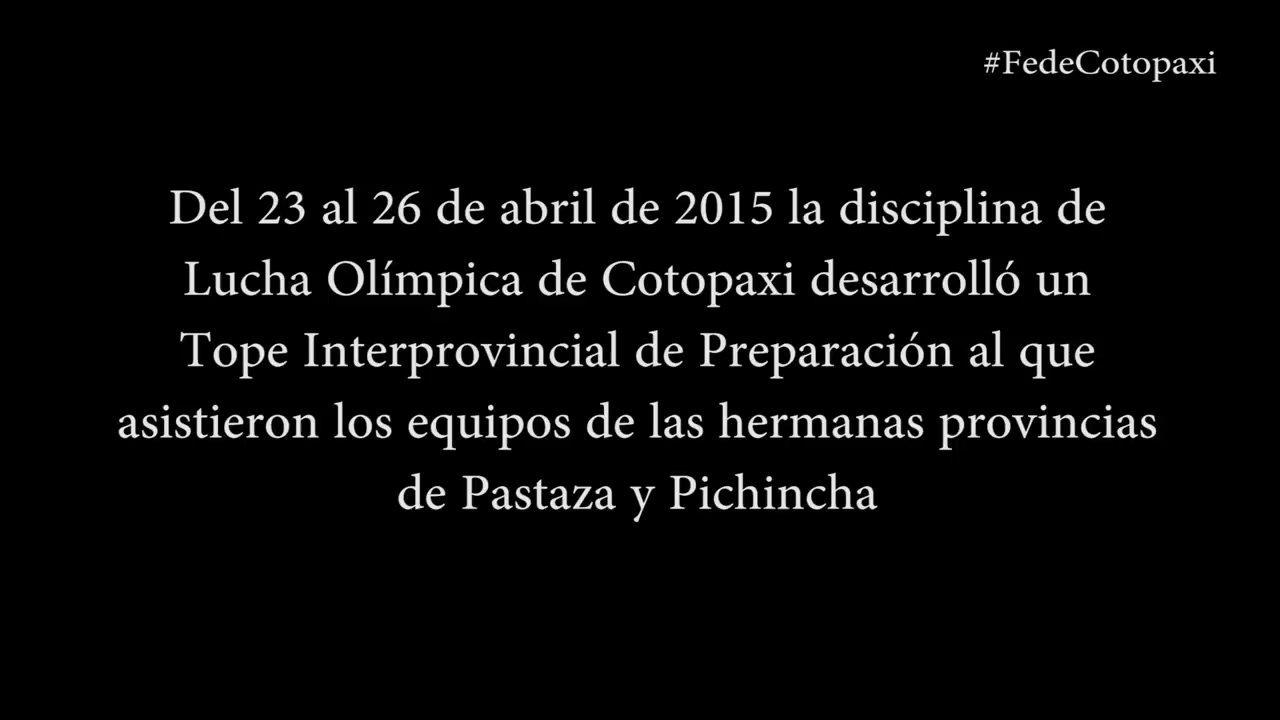 #FedeCotopaxi
Del 23 al 26 de abril de 2015 la disciplina de
Lucha Olímpica de Cotopaxi desarrolló un
Tope Interprovincial de Preparación al que
asistieron los equipos de las hermanas provincias
de Pastaza y Pichincha